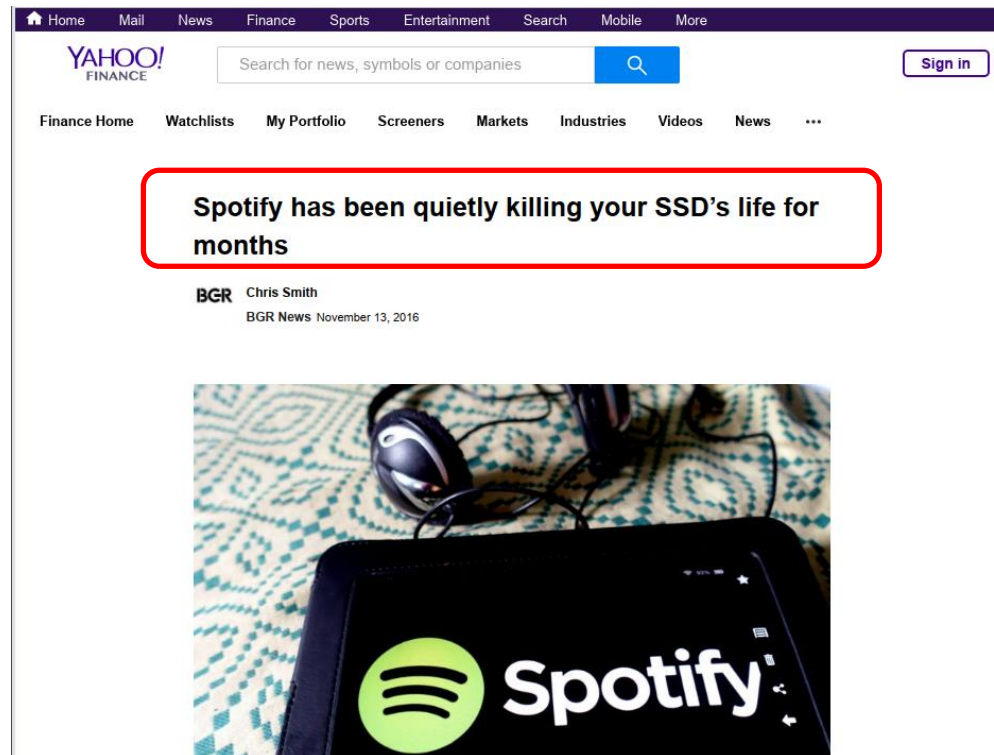 Home Mail News Finance Sports Entertainment Search Mobile More
YAHOO!
FINANCE
Search for news, symbols or companies
Sign in
Finance Home Watchlists My Portfolio Screeners Markets Industries Videos News ...
Spotify has been quietly killing your SSD's life for
months
BGR Chris Smith
BGR News November 13, 2016
Spotify